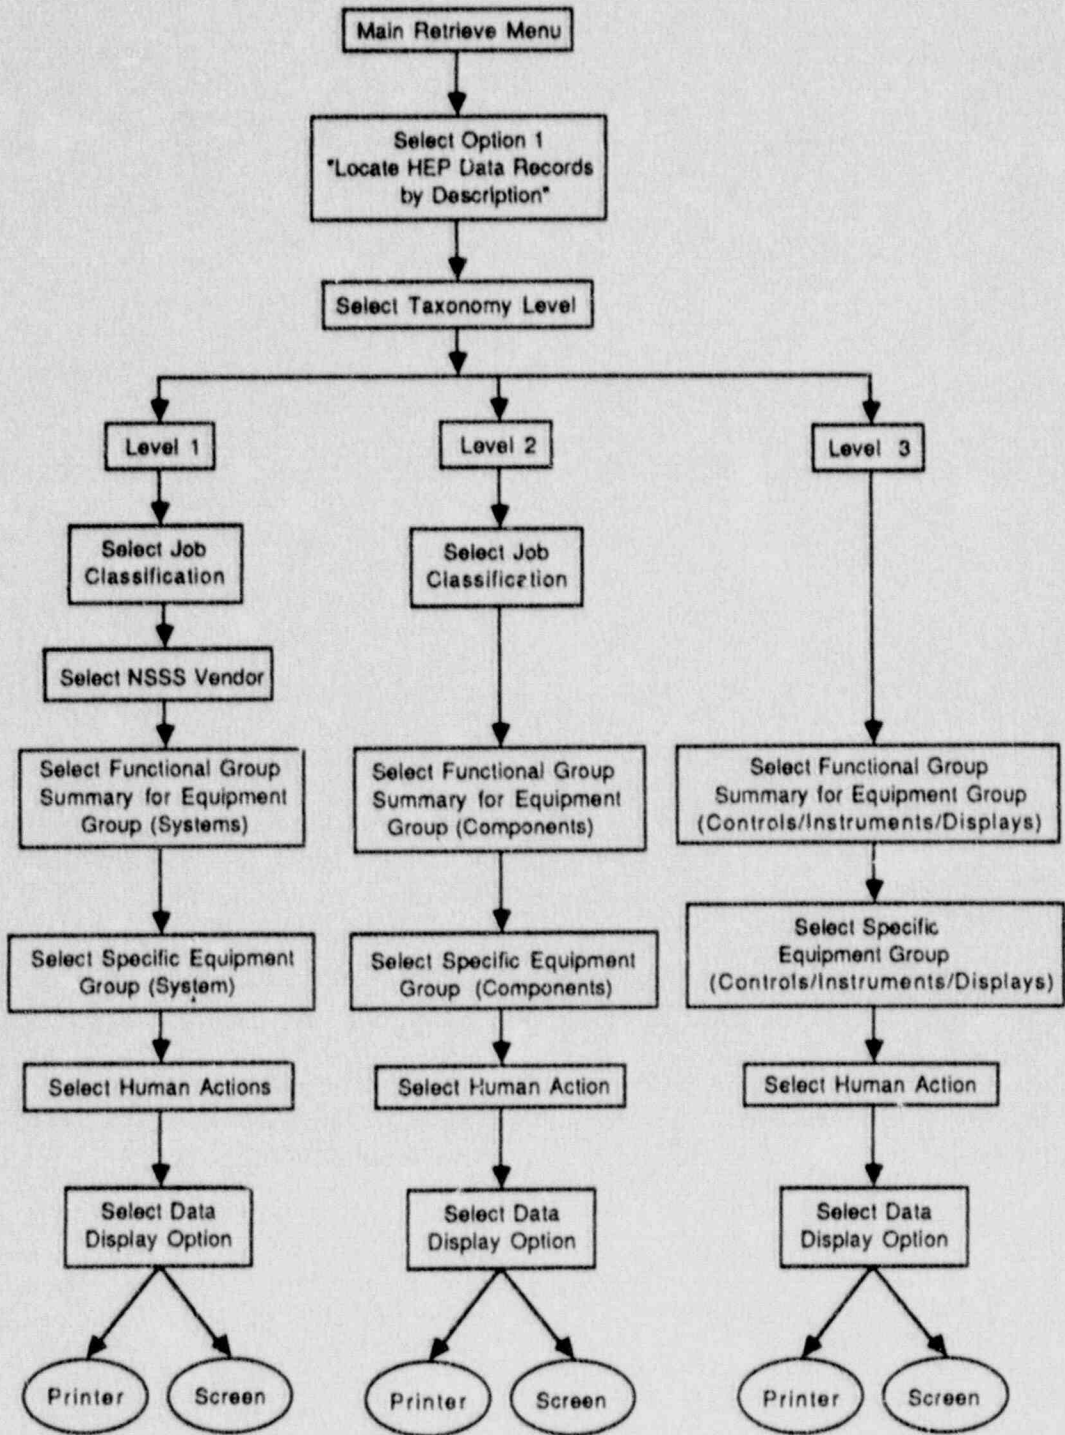 Main Retrieve Menu
Select Option 1
"Locate HEP Data Records
by Description"
Select Taxonomy Level
Level 1
Select Job
Classification
Select NSSS Vendor
Select Functional Group
Summary for Equipment
Group (Systems)
Select Specific Equipment
Group (System)
Select Human Actions
Select Data
Display Option
Printer
Screen
Level 2
Select Job
Classification
Select Functional Group
Summary for Equipment
Group (Components)
Select Specific Equipment
Group (Components)
Select Human Action
Select Data
Display Option
Printer
Screen
Level 3
Select Functional Group
Summary for Equipment Group
(Controls/Instruments/Displays)
Select Specific
Equipment Group
(Controls/Instruments/Displays)
Select Human Action
Select Data
Display Option
Printer
Screen